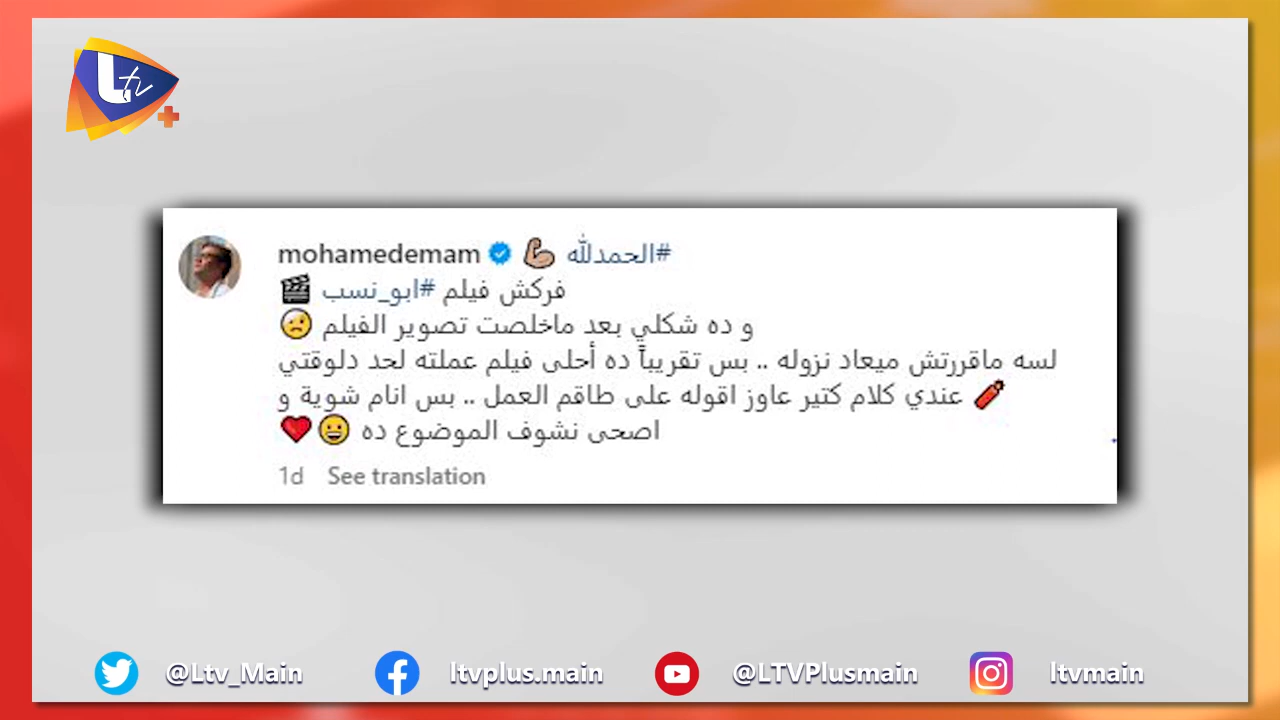 Ltv
mohamedemam #الحمدلله 💪🏼
فركش فيلم #ابو_نسب 🎬
و ده شكلي بعد ماخلصت تصوير الفيلم 🤕
لسه ماقررتش ميعاد نزوله .. بس تقريباً ده أحلى فيلم عملته لحد دلوقتي
🧨 عندي كلام كتير عاوز اقوله على طاقم العمل .. بس انام شوية و
اصحى نشوف الموضوع ده 😀❤️
1d See translation
@Ltv_Main ltvplus.main @LTVPlusmain ltvmain